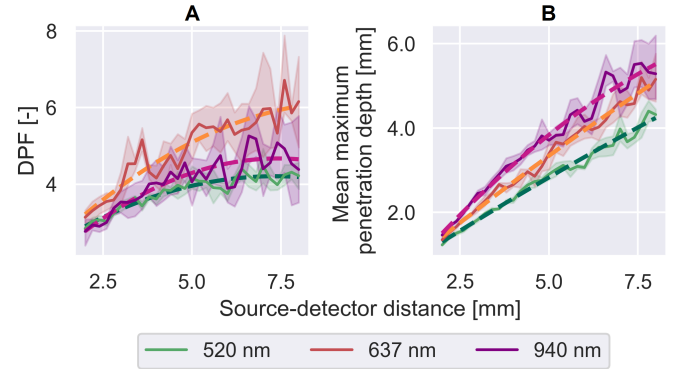 A
B
DPF [-]
8
6
4
2.5
5.0
7.5
Mean maximum
penetration depth [mm]
6.0
4.0
2.0
2.5
5.0
7.5
Source-detector distance [mm]
520 nm
637 nm
940 nm